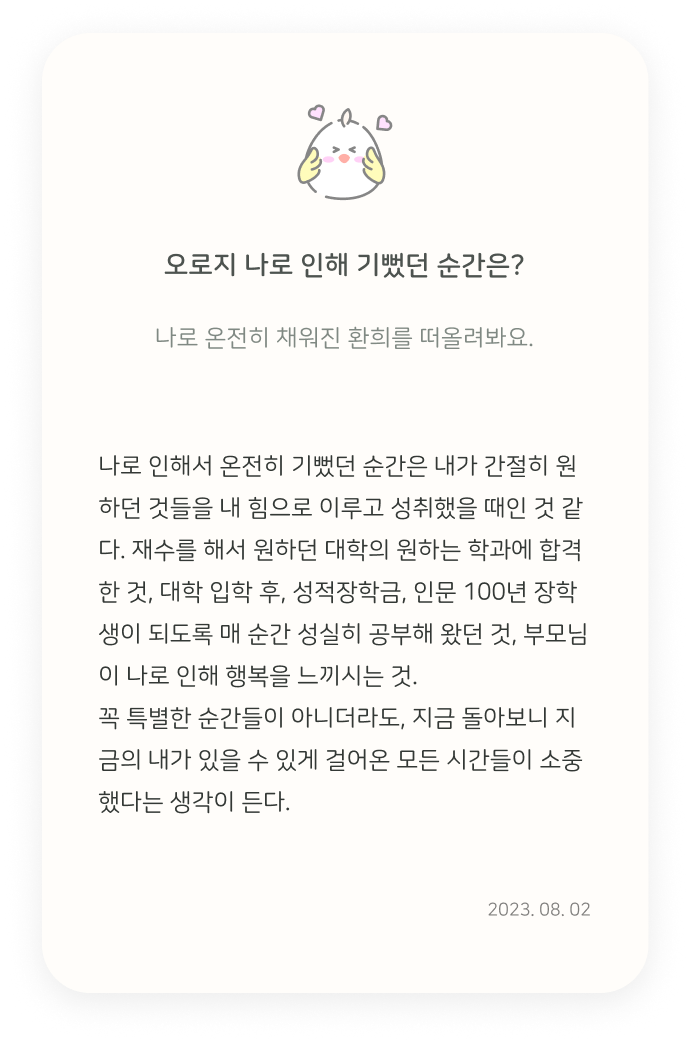 오로지 나로 인해 기뻤던 순간은?
나로 온전히 채워진 환희를 떠올려봐요.
나로 인해서 온전히 기뻤던 순간은 내가 간절히 원
하던 것들을 내 힘으로 이루고 성취했을 때인 것 같
다. 재수를 해서 원하던 대학의 원하는 학과에 합격
한 것, 대학 입학 후, 성적장학금, 인문 100년 장학
생이 되도록 매 순간 성실히 공부해 왔던 것, 부모님
이 나로 인해 행복을 느끼시는 것.
꼭 특별한 순간들이 아니더라도, 지금 돌아보니 지
금의 내가 있을 수 있게 걸어온 모든 시간들이 소중
했다는 생각이 든다.
2023. 08. 02